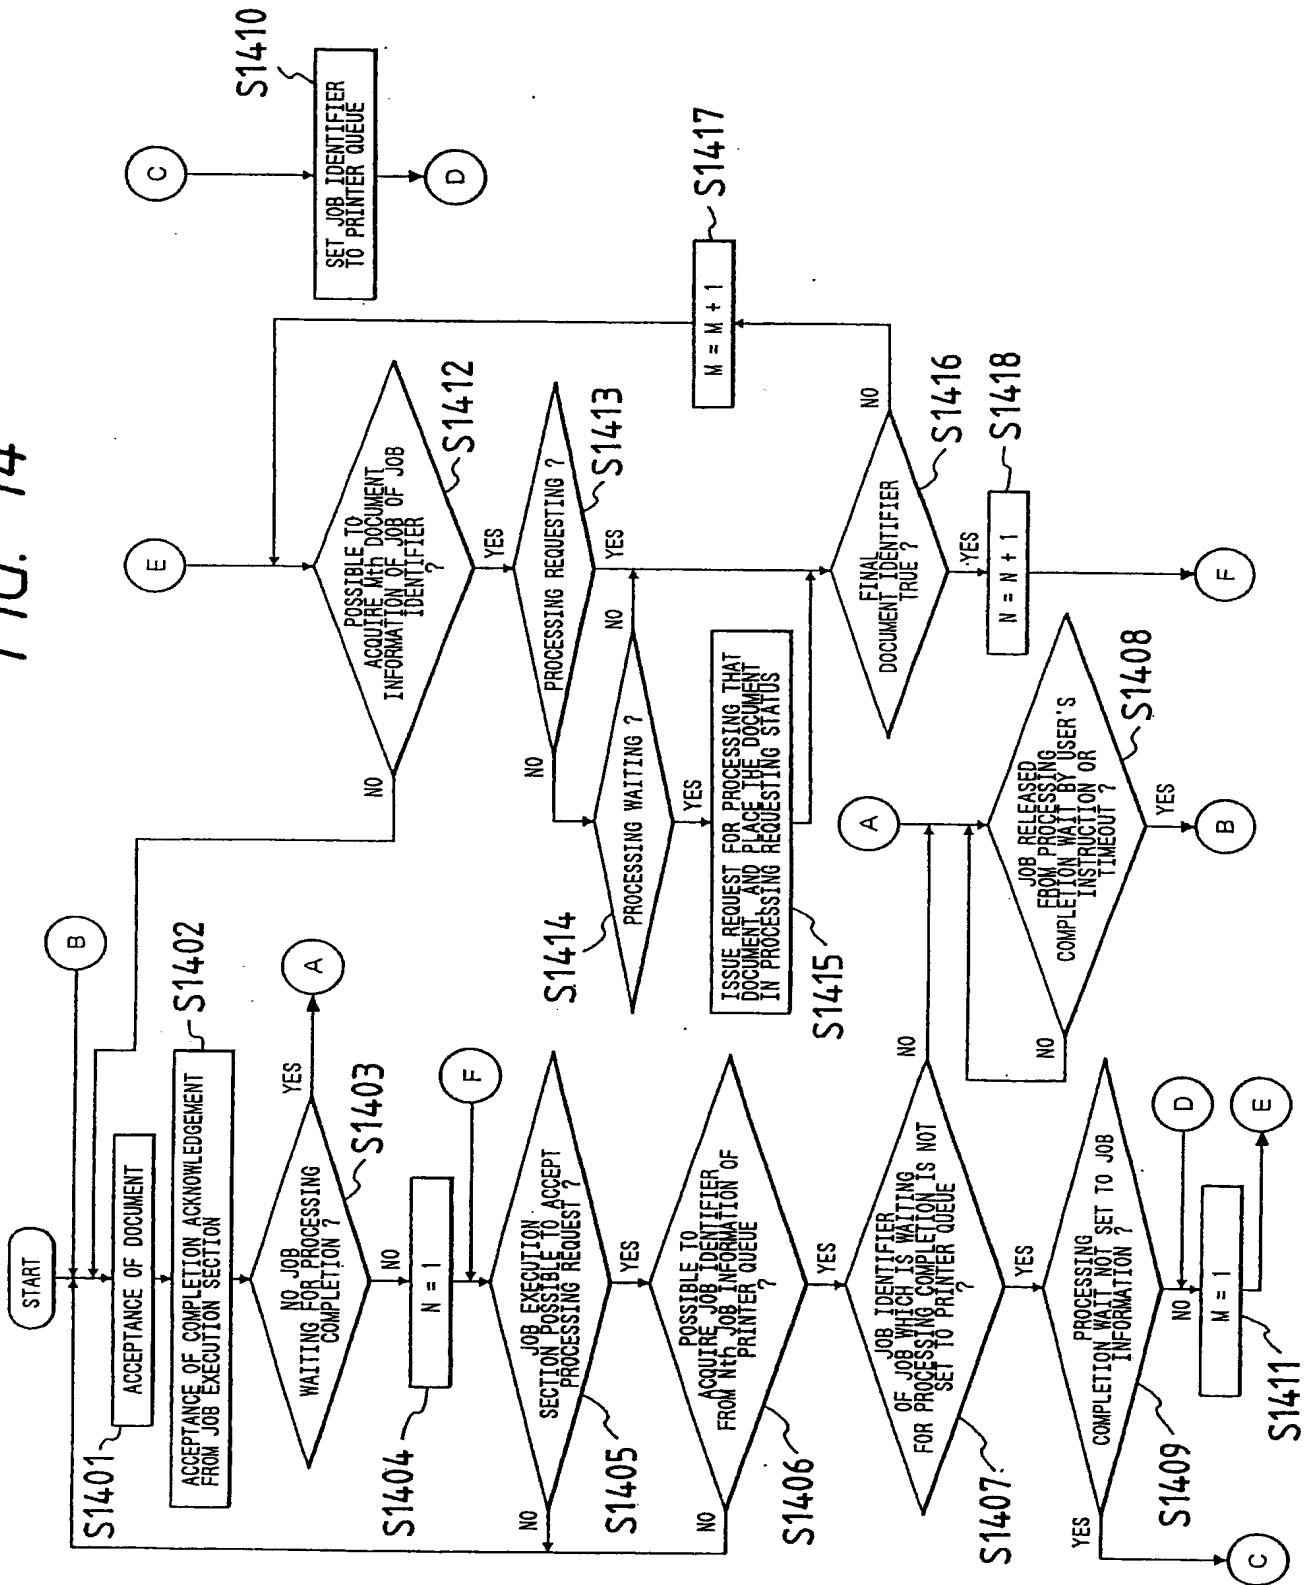 FIG. 14
START
B
ACCEPTANCE OF DOCUMENT
S1401
ACCEPTANCE OF COMPLETION ACKNOWLEDGEMENT
FROM JOB EXECUTION SECTION
S1402
NO JOB
WAITING FOR PROCESSING
COMPLETION ?
S1403
YES
A
NO
N = 1
S1404
F
JOB EXECUTION
SECTION POSSIBLE TO ACCEPT
PROCESSING REQUEST ?
S1405
NO
YES
POSSIBLE TO
ACQUIRE JOB IDENTIFIER
FROM Nth JOB INFORMATION OF
PRINTER QUEUE
?
S1406
NO
YES
JOB IDENTIFIER
OF JOB WHICH IS WAITING
FOR PROCESSING COMPLETION IS NOT
SET TO PRINTER QUEUE
?
S1407
NO
YES
PROCESSING
COMPLETION WAIT NOT SET TO JOB
INFORMATION ?
S1409
YES
C
NO
D
M = 1
S1411
E
E
POSSIBLE TO
ACQUIRE Mth DOCUMENT
INFORMATION OF JOB OF JOB
IDENTIFIER
?
S1412
NO
YES
PROCESSING REQUESTING ?
S1413
NO
YES
PROCESSING WAITING ?
S1414
NO
YES
ISSUE REQUEST FOR PROCESSING THAT
DOCUMENT, AND PLACE THE DOCUMENT
IN PROCESSING REQUESTING STATUS
S1415
FINAL
DOCUMENT IDENTIFIER
TRUE ?
S1416
NO
M = M + 1
S1417
YES
N = N + 1
S1418
F
A
JOB RELEASED
FROM PROCESSING
COMPLETION WAIT BY USER'S
INSTRUCTION OR
TIMEOUT ?
S1408
NO
YES
B
C
SET JOB IDENTIFIER
TO PRINTER QUEUE
S1410
D